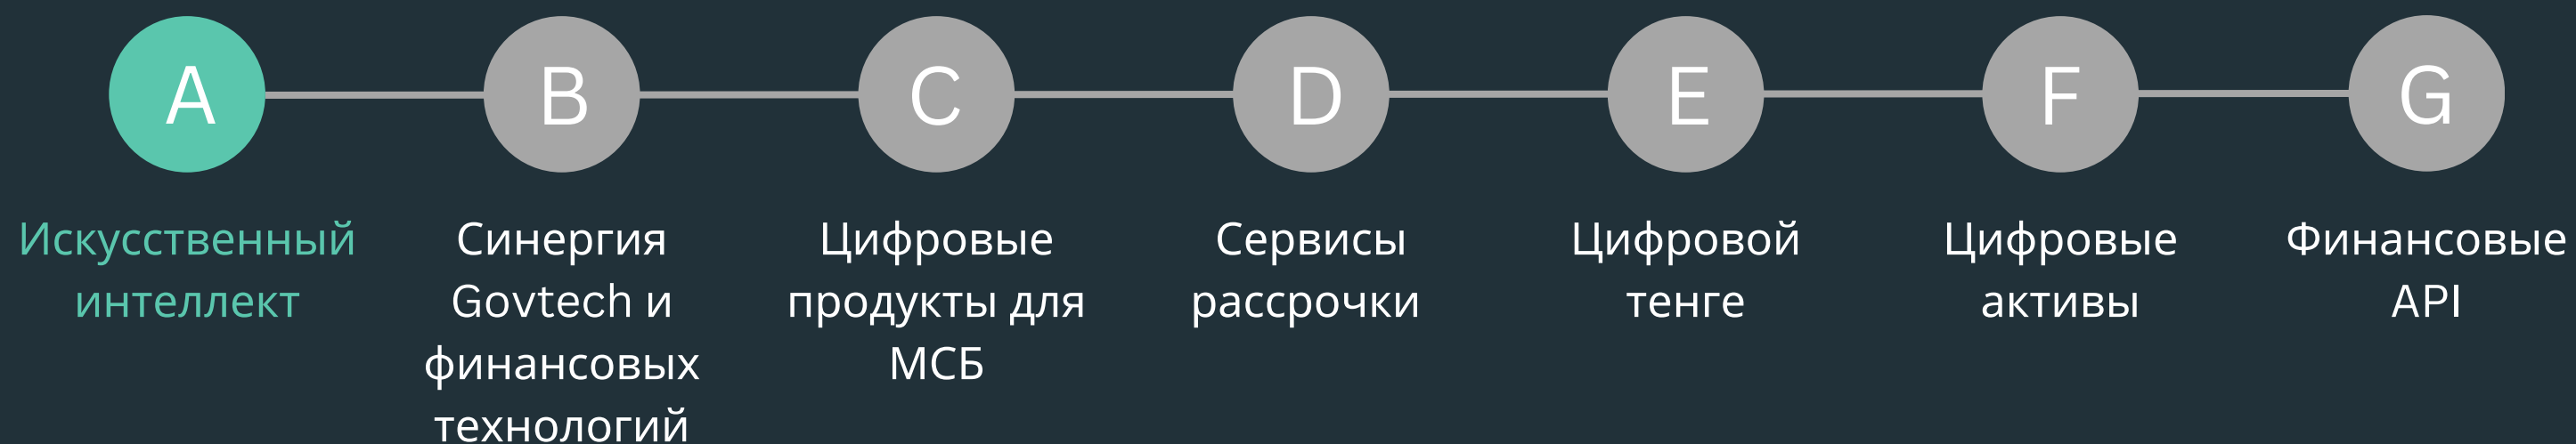 A
B
C
D
E
F
G
Искусственный
интеллект
Синергия
Govtech и
финансовых
технологий
Цифровые
продукты для
МСБ
Сервисы
рассрочки
Цифровой
тенге
Цифровые
активы
Финансовые
API